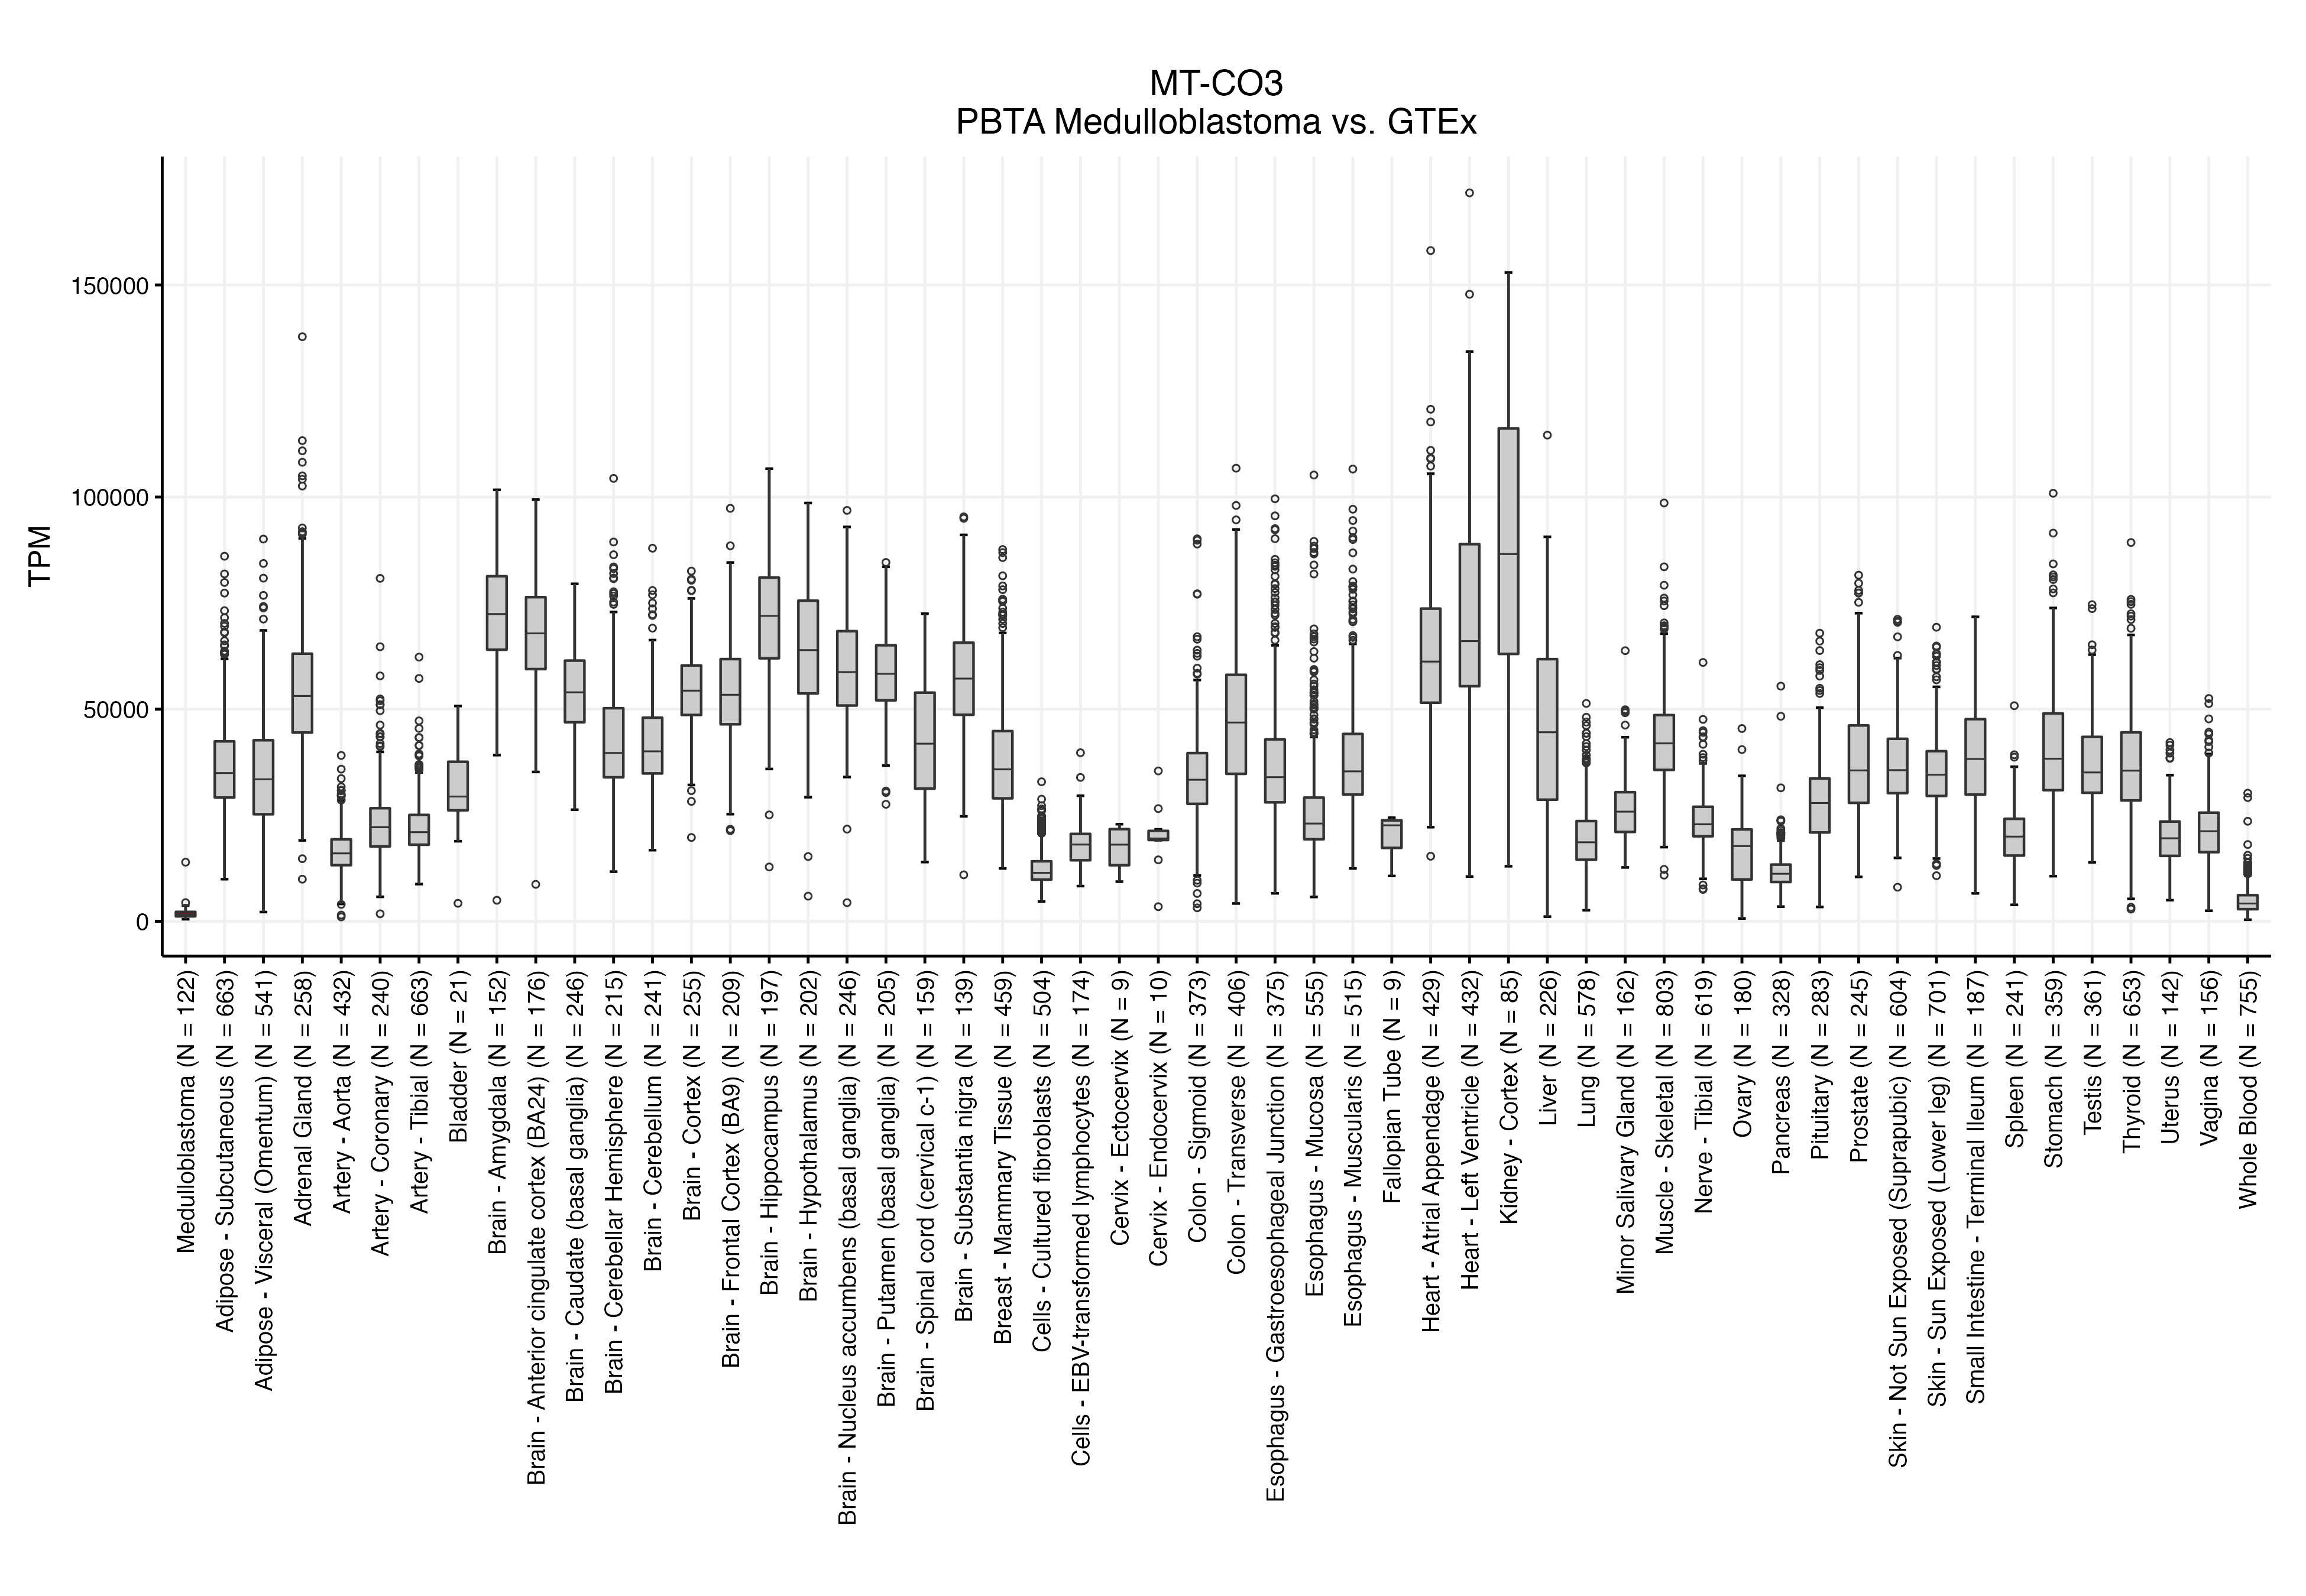 MT-CO3
PBTA Medulloblastoma vs. GTEx
TPM
150000
100000
50000
0
Medulloblastoma (N = 122)
Adipose - Subcutaneous (N = 663)
Adipose - Visceral (Omentum) (N = 541)
Adrenal Gland (N = 258)
Artery - Aorta (N = 432)
Artery - Coronary (N = 240)
Artery - Tibial (N = 663)
Bladder (N = 21)
Brain - Amygdala (N = 152)
Brain - Anterior cingulate cortex (BA24) (N = 176)
Brain - Caudate (basal ganglia) (N = 246)
Brain - Cerebellar Hemisphere (N = 215)
Brain - Cerebellum (N = 241)
Brain - Cortex (N = 255)
Brain - Frontal Cortex (BA9) (N = 209)
Brain - Hippocampus (N = 197)
Brain - Hypothalamus (N = 202)
Brain - Nucleus accumbens (basal ganglia) (N = 246)
Brain - Putamen (basal ganglia) (N = 205)
Brain - Spinal cord (cervical c-1) (N = 159)
Brain - Substantia nigra (N = 139)
Breast - Mammary Tissue (N = 459)
Cells - Cultured fibroblasts (N = 504)
Cells - EBV-transformed lymphocytes (N = 174)
Cervix - Ectocervix (N = 9)
Cervix - Endocervix (N = 10)
Colon - Sigmoid (N = 373)
Colon - Transverse (N = 406)
Esophagus - Gastroesophageal Junction (N = 375)
Esophagus - Mucosa (N = 555)
Esophagus - Muscularis (N = 515)
Fallopian Tube (N = 9)
Heart - Atrial Appendage (N = 429)
Heart - Left Ventricle (N = 432)
Kidney - Cortex (N = 85)
Liver (N = 226)
Lung (N = 578)
Minor Salivary Gland (N = 162)
Muscle - Skeletal (N = 803)
Nerve - Tibial (N = 619)
Ovary (N = 180)
Pancreas (N = 328)
Pituitary (N = 283)
Prostate (N = 245)
Skin - Not Sun Exposed (Suprapubic) (N = 604)
Skin - Sun Exposed (Lower leg) (N = 701)
Small Intestine - Terminal Ileum (N = 187)
Spleen (N = 241)
Stomach (N = 359)
Testis (N = 361)
Thyroid (N = 653)
Uterus (N = 142)
Vagina (N = 156)
Whole Blood (N = 755)